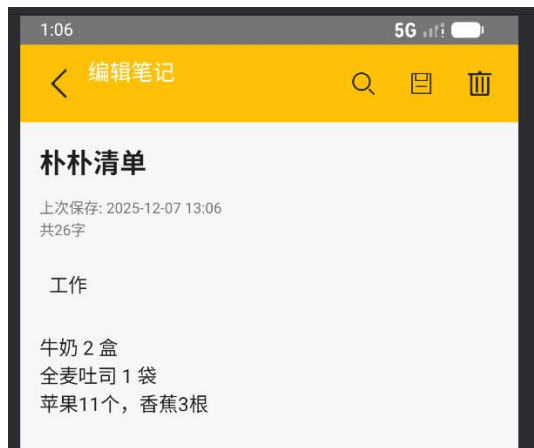 1:06 5G
编辑笔记
朴朴清单
上次保存: 2025-12-07 13:06
共26字
工作
牛奶 2 盒
全麦吐司 1 袋
苹果11个，香蕉3根